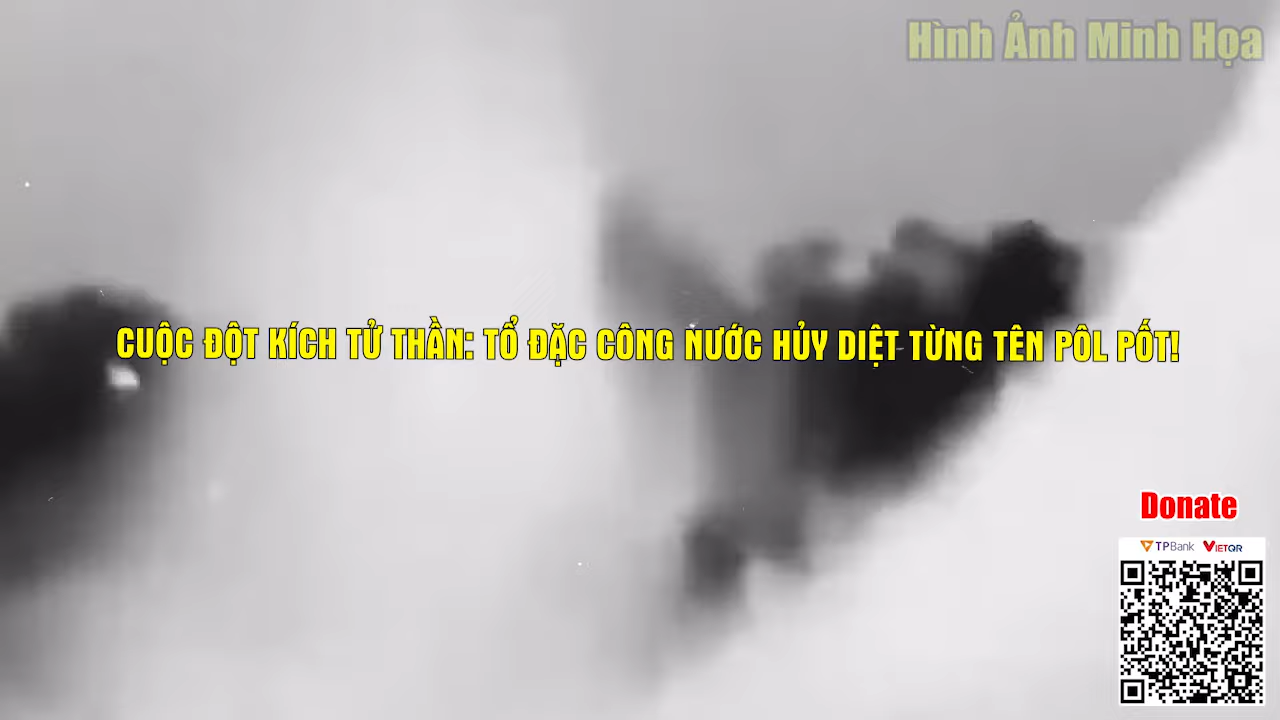 Hình Ảnh Minh Họa
CUỘC ĐỘT KÍCH TỬ THẦN: TỔ ĐẶC CÔNG NƯỚC HỦY DIỆT TỪNG TÊN PÔL PỐT!
Donate
TPBank VIETQR